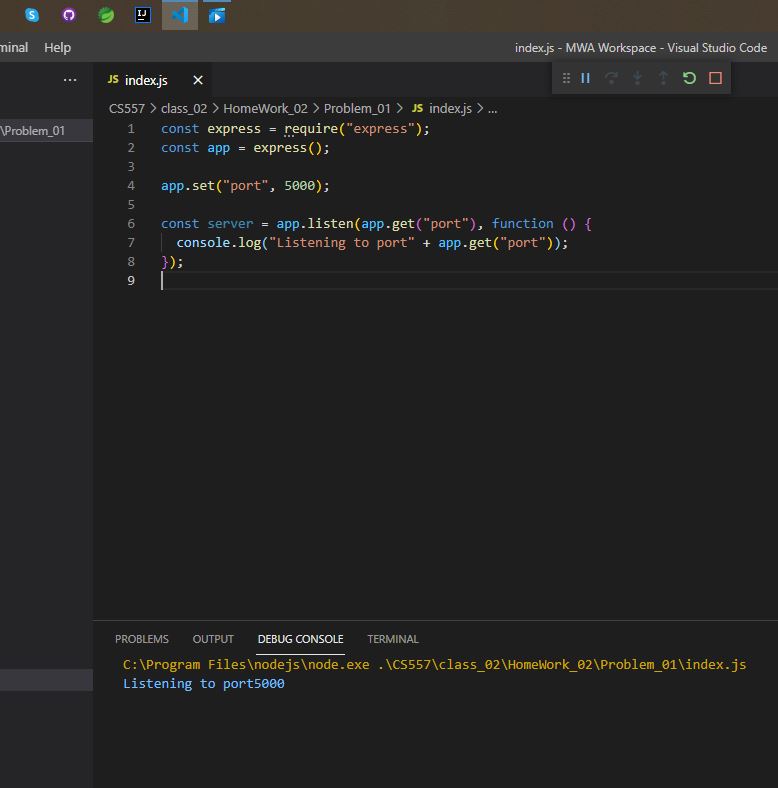 IJ
minal Help index.js - MWA Workspace - Visual Studio Code
JS index.js
\Problem_01
CS557 > class_02 > HomeWork_02 > Problem_01 > JS index.js > ...
1 const express = require("express");
2 const app = express();
3
4 app.set("port", 5000);
5
6 const server = app.listen(app.get("port"), function () {
7 console.log("Listening to port" + app.get("port"));
8 });
9
PROBLEMS OUTPUT DEBUG CONSOLE TERMINAL
C:\Program Files\nodejs\node.exe .\CS557\class_02\HomeWork_02\Problem_01\index.js
Listening to port5000